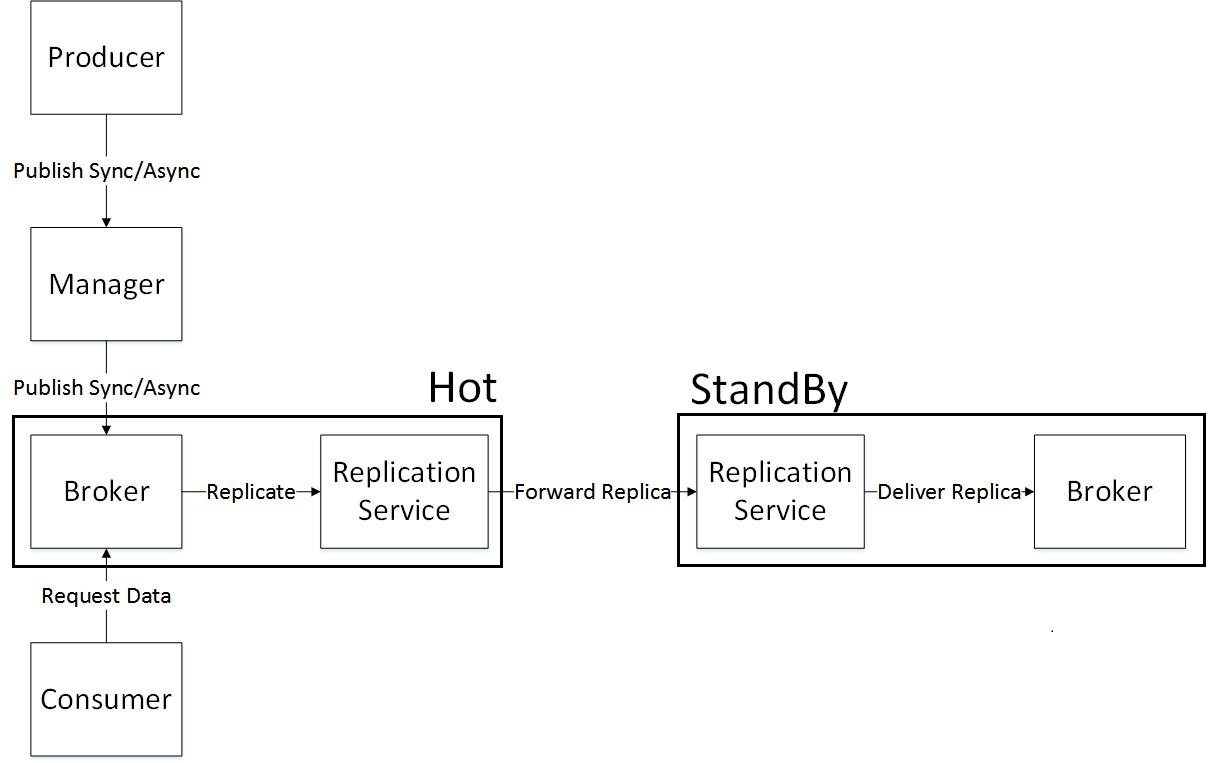 Producer
Publish Sync/Async
Manager
Publish Sync/Async
Hot
StandBy
Broker
Replicate
Replication
Service
Forward Replica
Replication
Service
Deliver Replica
Broker
Request Data
Consumer